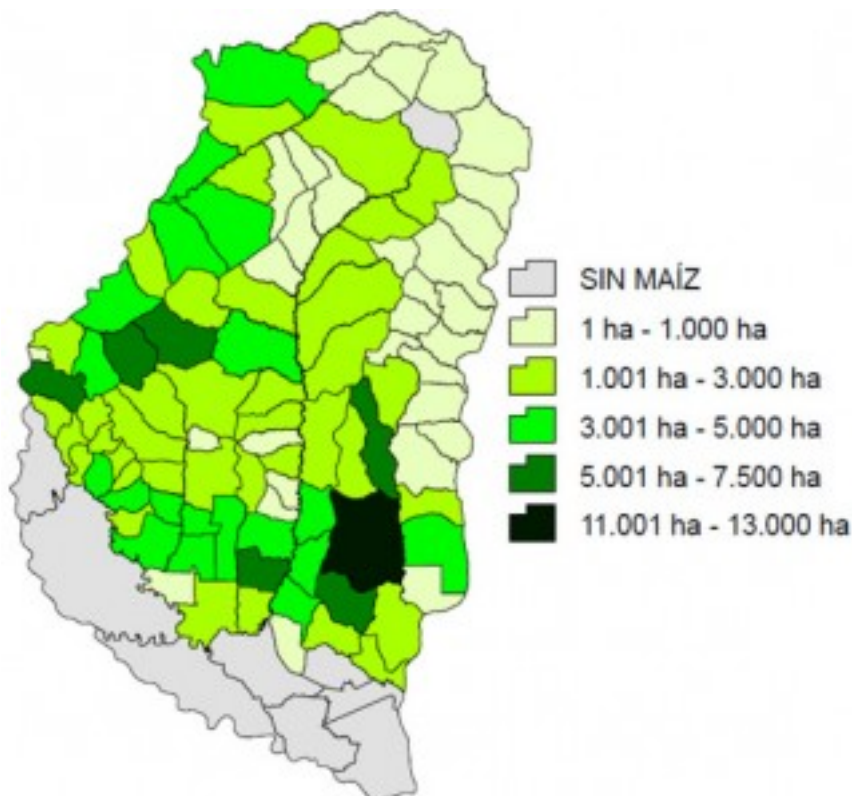 SIN MAÍZ
1 ha - 1.000 ha
1.001 ha - 3.000 ha
3.001 ha - 5.000 ha
5.001 ha - 7.500 ha
11.001 ha - 13.000 ha